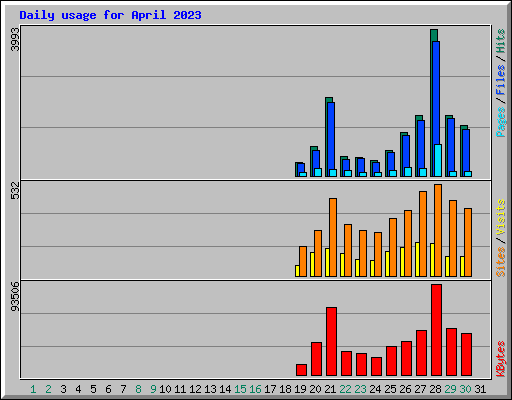 Daily usage for April 2023
3993
532
93506
Pages/Files/Hits
Sites/Visits
KBytes
1 2 3 4 5 6 7 8 9 10 11 12 13 14 15 16 17 18 19 20 21 22 23 24 25 26 27 28 29 30 31